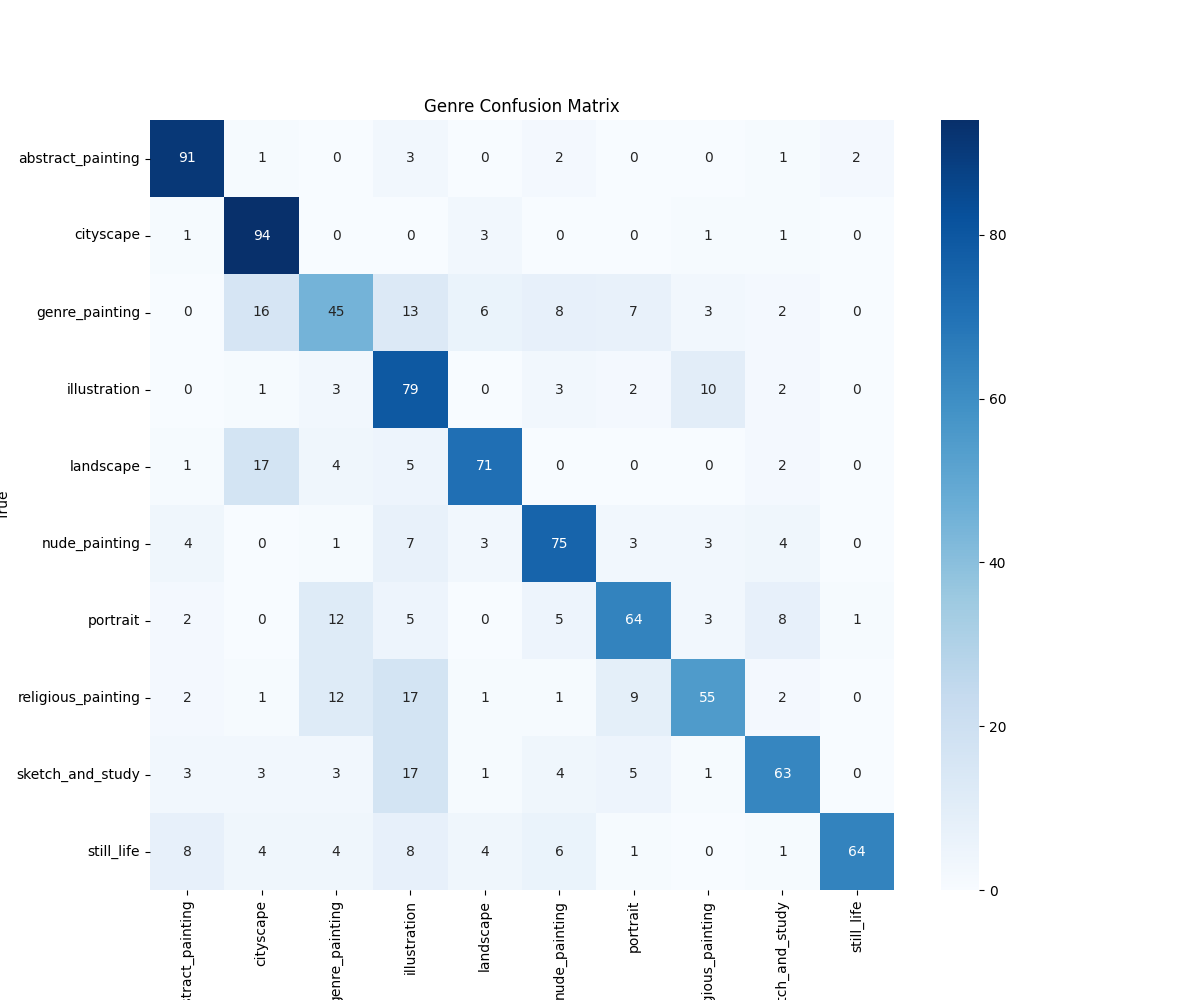 Genre Confusion Matrix
abstract_painting 91 1 0 3 0 2 0 0 1 2
cityscape 1 94 0 0 3 0 0 1 1 0
80
genre_painting 0 16 45 13 6 8 7 3 2 0
illustration 0 1 3 79 0 3 2 10 2 0
60
landscape 1 17 4 5 71 0 0 0 2 0
True
nude_painting 4 0 1 7 3 75 3 3 4 0
40
portrait 2 0 12 5 0 5 64 3 8 1
religious_painting 2 1 12 17 1 1 9 55 2 0
20
sketch_and_study 3 3 3 17 1 4 5 1 63 0
still_life 8 4 4 8 4 6 1 0 1 64
0
stract_painting
cityscape
genre_painting
illustration
landscape
nude_painting
portrait
gious_painting
tch_and_study
still_life